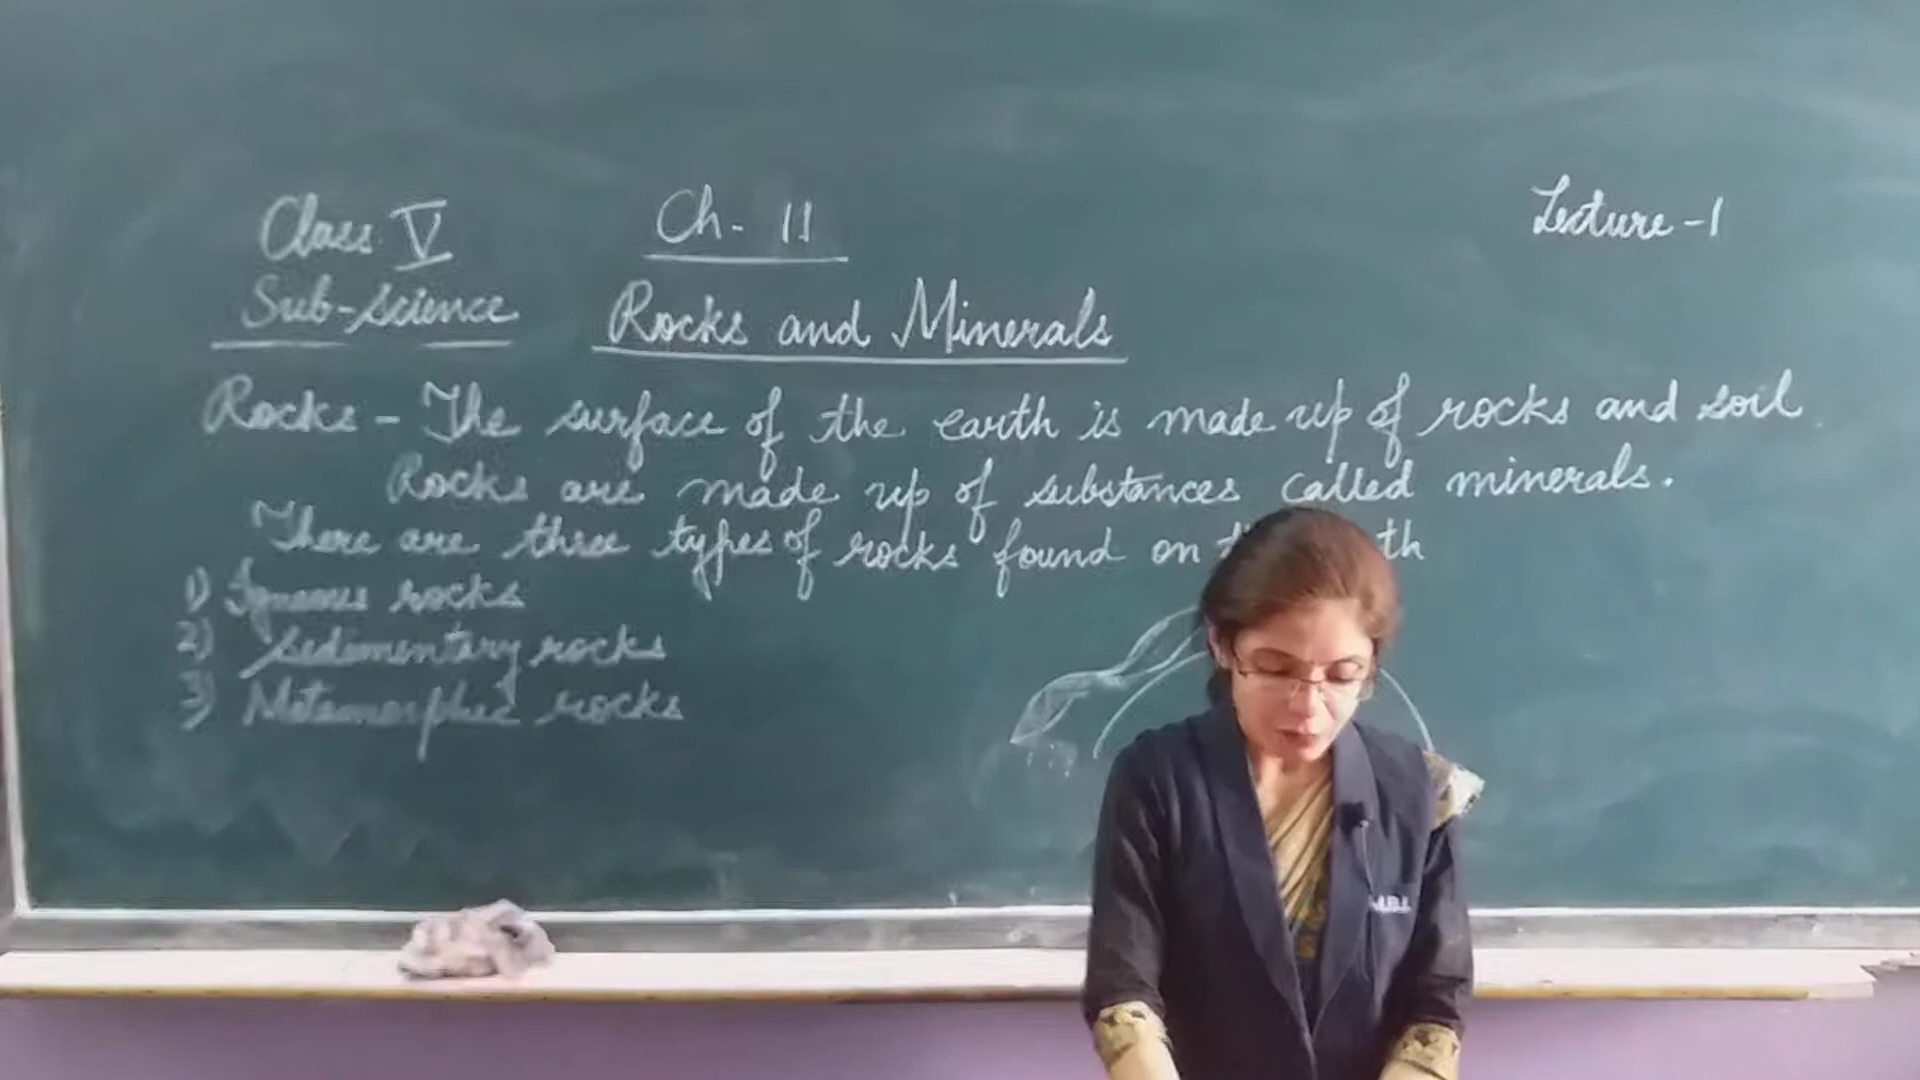 Class V
Ch- 11
Lecture-1
Sub-science
Rocks and Minerals
Rocks - The surface of the earth is made up of rocks and soil.
Rocks are made up of substances called minerals.
There are three types of rocks found on
1) Igneous rocks
2) Sedimentary rocks
3) Metamorphic rocks